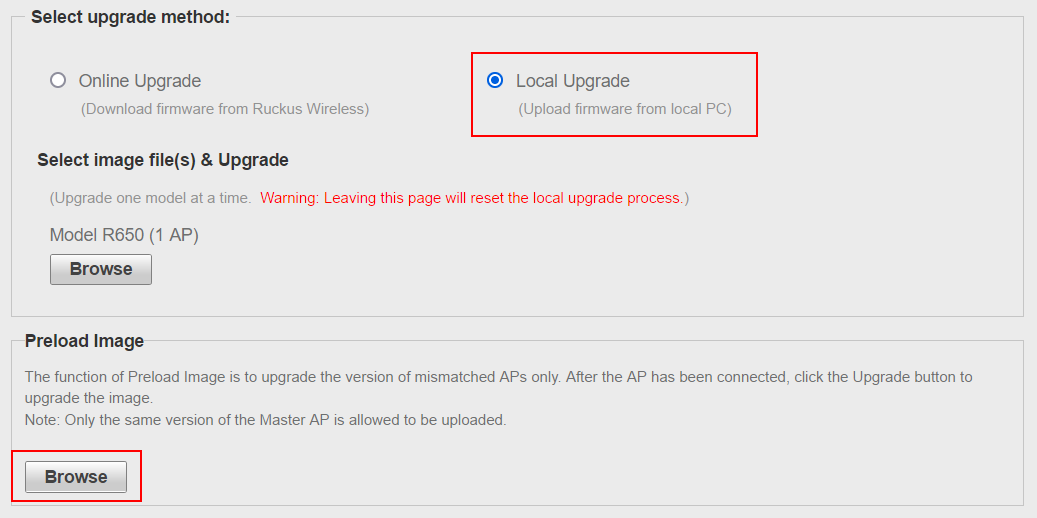 Select upgrade method:
Online Upgrade
Local Upgrade
(Download firmware from Ruckus Wireless)
(Upload firmware from local PC)
Select image file(s) & Upgrade
(Upgrade one model at a time. Warning: Leaving this page will reset the local upgrade process.)
Model R650 (1 AP)
Browse
Preload Image
The function of Preload Image is to upgrade the version of mismatched APs only. After the AP has been connected, click the Upgrade button to
upgrade the image.
Note: Only the same version of the Master AP is allowed to be uploaded.
Browse